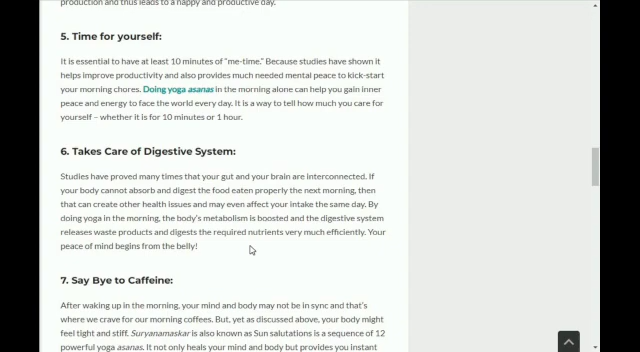 production and thus leads to a happy and productive day.
5. Time for yourself:
It is essential to have at least 10 minutes of “me-time.” Because studies have shown it
helps improve productivity and also provides much needed mental peace to kick-start
your morning chores. Doing yoga asanas in the morning alone can help you gain inner
peace and energy to face the world every day. It is a way to tell how much you care for
yourself – whether it is for 10 minutes or 1 hour.
6. Takes Care of Digestive System:
Studies have proved many times that your gut and your brain are interconnected. If
your body cannot absorb and digest the food eaten properly the next morning, then
that can create other health issues and may even affect your intake the same day. By
doing yoga in the morning, the body’s metabolism is boosted and the digestive system
releases waste products and digests the required nutrients very much efficiently. Your
peace of mind begins from the belly!
7. Say Bye to Caffeine:
After waking up in the morning, your mind and body may not be in sync and that’s
where we crave for our morning coffees. But, yet as discussed above, your body might
feel tight and stiff. Suryanamaskar is also known as Sun salutations is a sequence of 12
powerful yoga asanas. It not only heals your mind and body but provides you instant